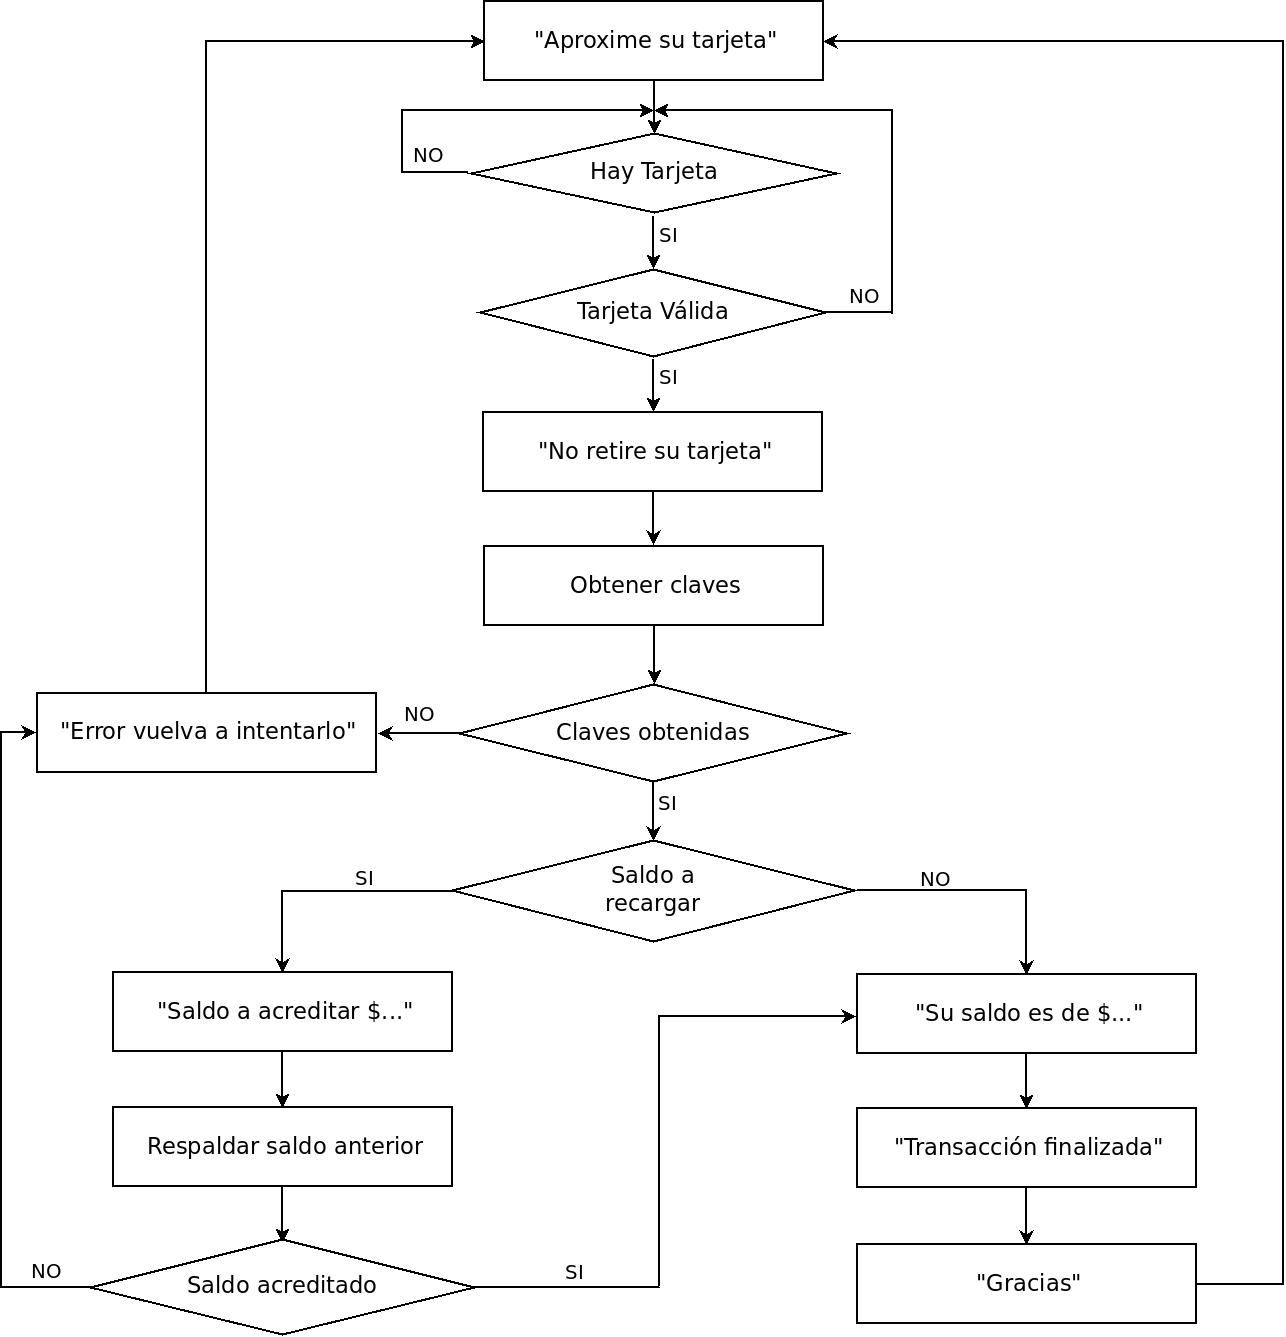 "Aproxime su tarjeta"
NO
Hay Tarjeta
SI
NO
Tarjeta Válida
SI
"No retire su tarjeta"
Obtener claves
NO
"Error vuelva a intentarlo"
Claves obtenidas
SI
Saldo a
recargar
SI
NO
"Saldo a acreditar $..."
"Su saldo es de $..."
Respaldar saldo anterior
"Transacción finalizada"
NO
Saldo acreditado
SI
"Gracias"